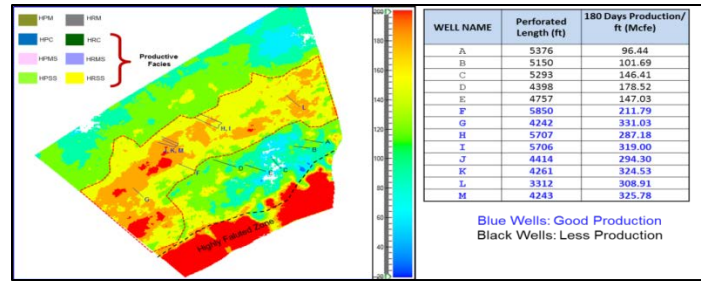 HPM HRM
HPC HRC
HPMS HRMS
HPSS HRSS
Productive
Facies
L
H, I
J, K, M
A
B
F
D
C
G
Highly Faulted Zone
200
180
160
140
120
100
80
60
40
20
0
WELL NAME Perforated Length (ft) 180 Days Production/ ft (Mcfe)
A 5376 96.44
B 5150 101.69
C 5293 146.41
D 4398 178.52
E 4757 147.03
F 5850 211.79
G 4242 331.03
H 5707 287.18
I 5706 319.00
J 4414 294.30
K 4261 324.53
L 3312 308.91
M 4243 325.78
Blue Wells: Good Production
Black Wells: Less Production